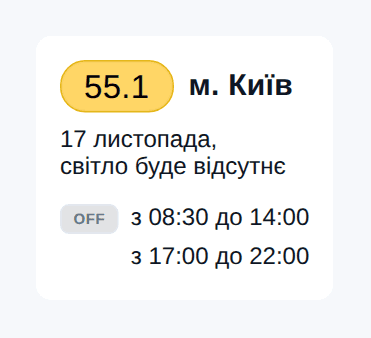 55.1 м. Київ
17 листопада,
світло буде відсутнє
OFF з 08:30 до 14:00
з 17:00 до 22:00